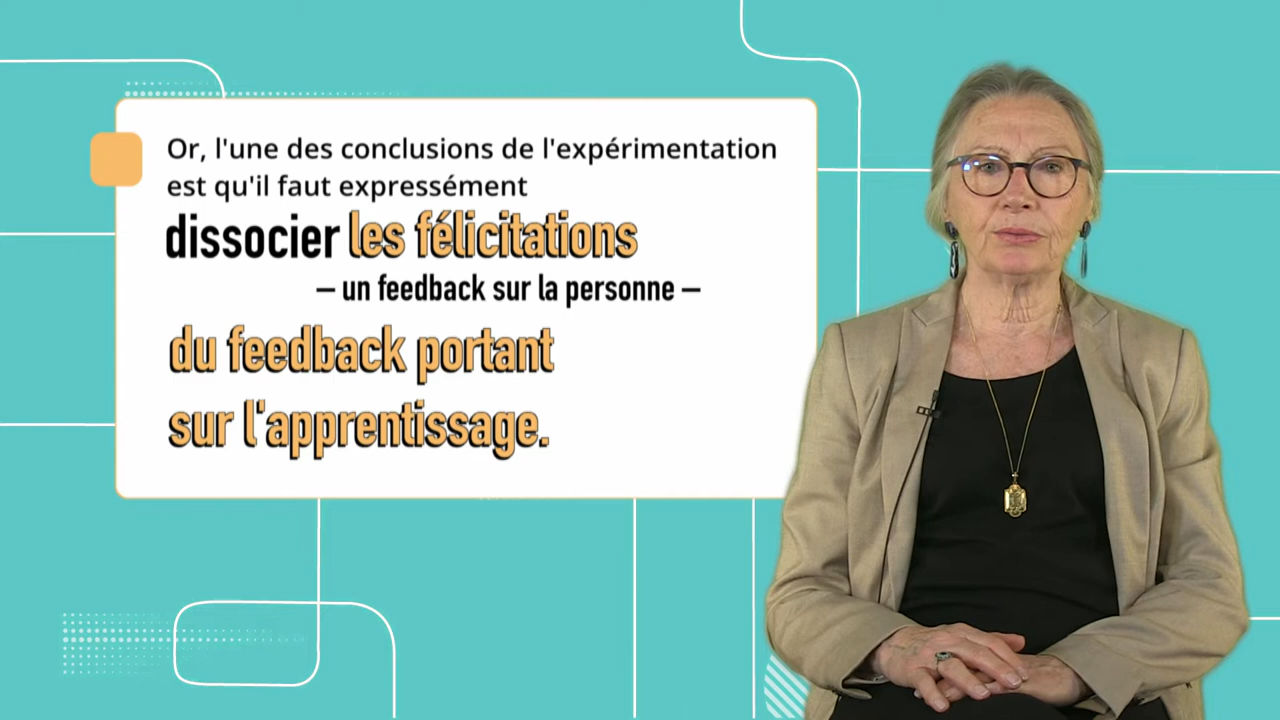 Or, l'une des conclusions de l'expérimentation
est qu'il faut expressément
dissocier les félicitations
– un feedback sur la personne –
du feedback portant
sur l'apprentissage.